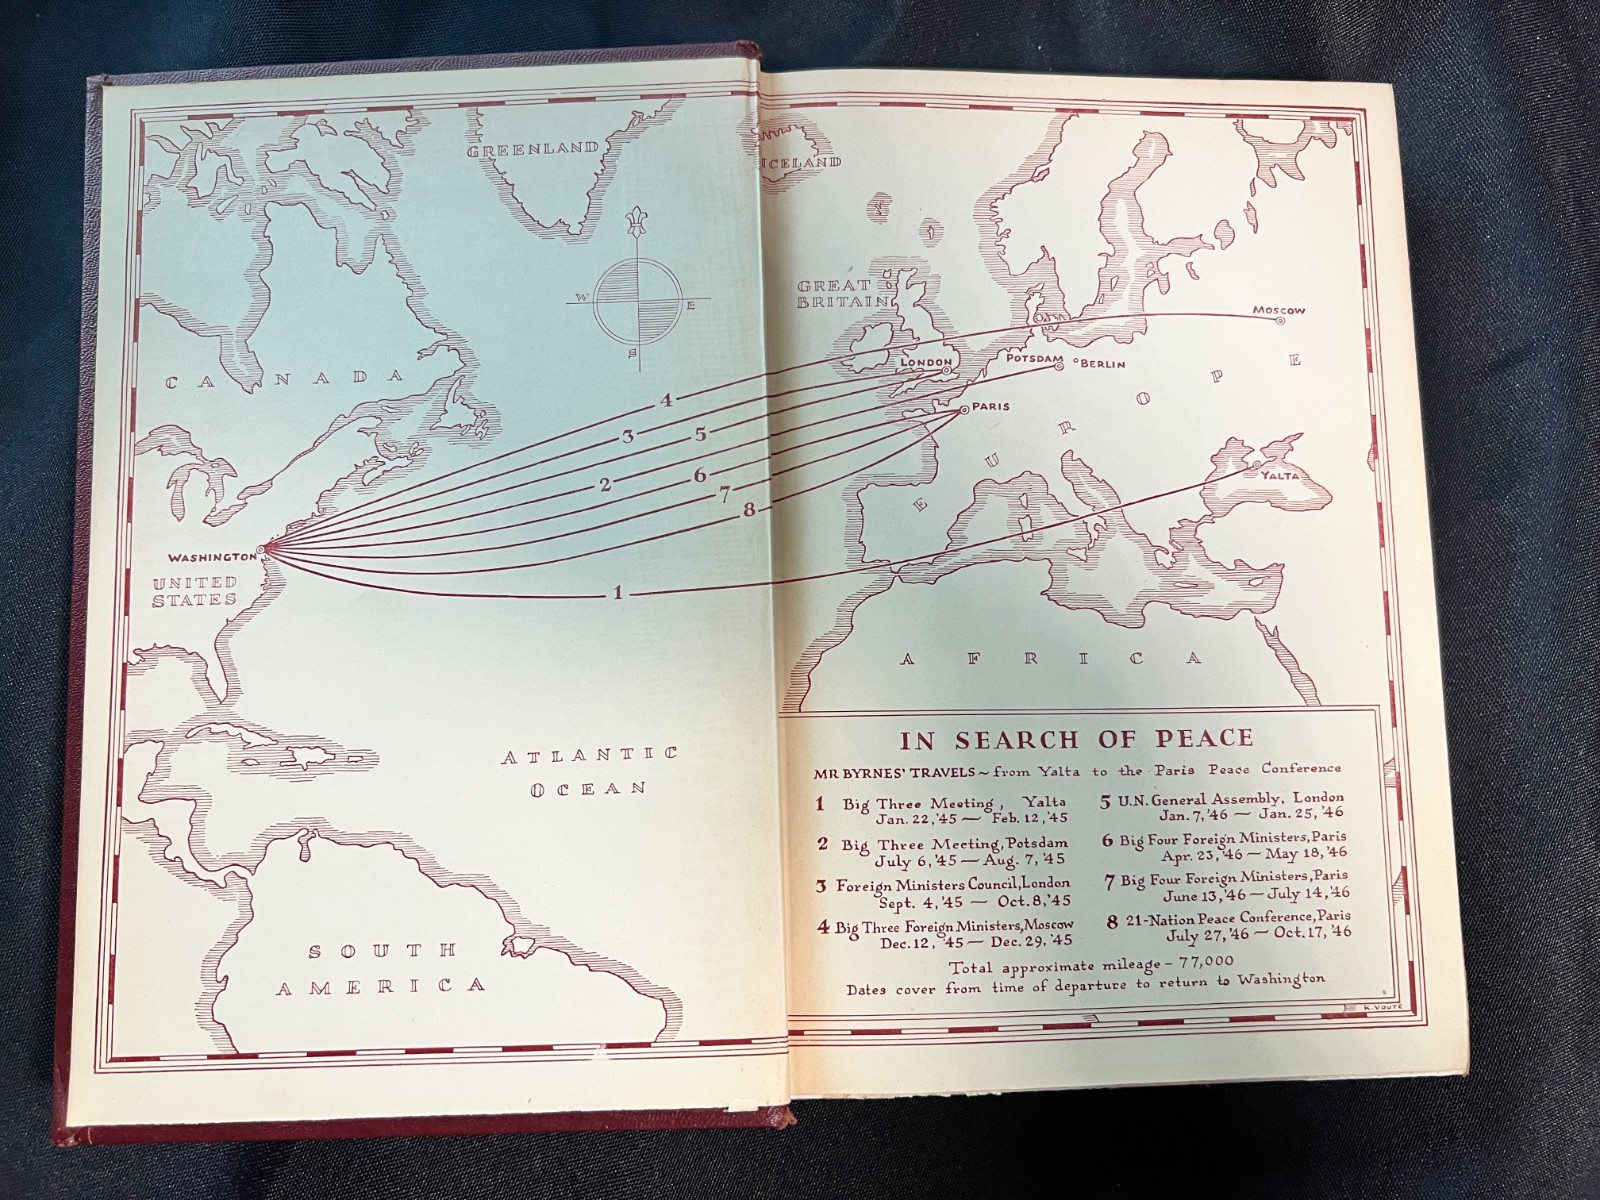 GREENLAND
ICELAND
W
E
S
GREAT
BRITAIN
MOSCOW
CANADA
LONDON
POTSDAM
BERLIN
PARIS
EUROPE
YALTA
4
3
5
2
6
7
8
1
WASHINGTON
UNITED
STATES
AFRICA
ATLANTIC
OCEAN
SOUTH
AMERICA
IN SEARCH OF PEACE
MR BYRNES' TRAVELS ~ from Yalta to the Paris Peace Conference
1 Big Three Meeting, Yalta
Jan. 22, '45 — Feb. 12, '45
2 Big Three Meeting, Potsdam
July 6, '45 — Aug. 7, '45
3 Foreign Ministers Council, London
Sept. 4, '45 — Oct. 8, '45
4 Big Three Foreign Ministers, Moscow
Dec. 12, '45 — Dec. 29, '45
5 U.N. General Assembly, London
Jan. 7, '46 — Jan. 25, '46
6 Big Four Foreign Ministers, Paris
Apr. 23, '46 — May 18, '46
7 Big Four Foreign Ministers, Paris
June 13, '46 — July 14, '46
8 21-Nation Peace Conference, Paris
July 27, '46 — Oct. 17, '46
Total approximate mileage - 77,000
Dates cover from time of departure to return to Washington
K. VOUTE